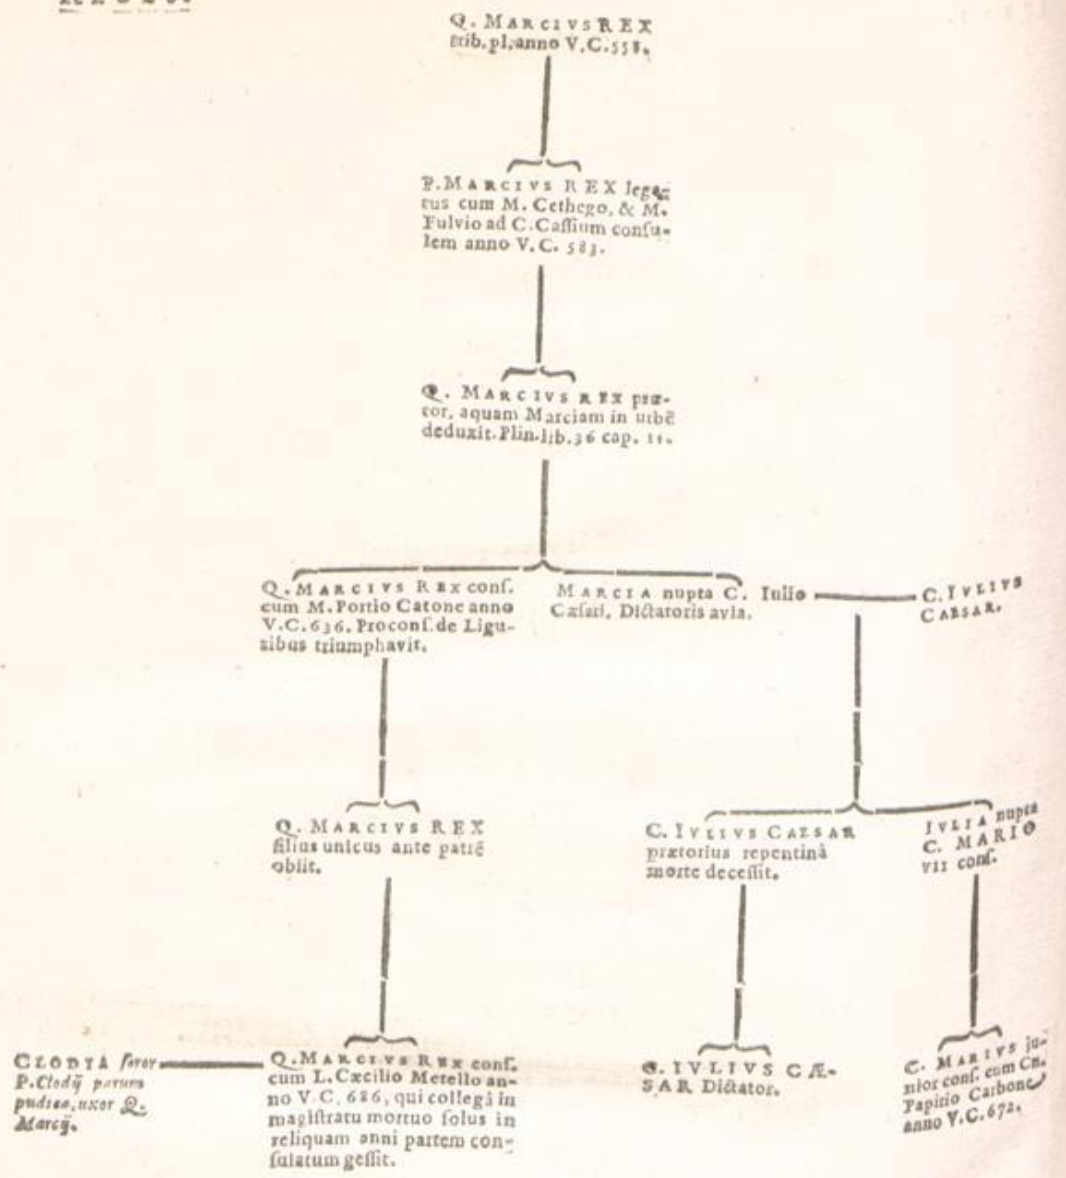 Q. MARCIVS REX
trib. pl. anno V.C. 558.
P. MARCIVS REX lega-
tus cum M. Cethego, & M.
Fulvio ad C. Caſſium conſu-
lem anno V.C. 583.
Q. MARCIVS REX præ-
tor, aquam Marciam in urbē
deduxit. Plin. lib. 36 cap. 11.
Q. MARCIVS REX conſ.
cum M. Portio Catone anno
V.C. 636. Proconſ. de Ligu-
ribus triumphavit.
MARCIA nupta C. Iulio
Cæſari, Dictatoris avia.
C. IVLIVS
CAESAR.
Q. MARCIVS REX
filius unicus ante patrē
obiit.
C. IVLIVS CAESAR
prætorius repentinâ
morte deceſſit.
IVLIA nupta
C. MARIO
VII conſ.
CLODIA ſoror
P. Clodij parum
pudica, uxor Q.
Marcij.
Q. MARCIVS REX conſ.
cum L. Cæcilio Metello an-
no V.C. 686, qui collegâ in
magiſtratu mortuo ſolus in
reliquam anni partem con-
ſulatum geſſit.
C. IVLIVS CÆ-
SAR Dictator.
C. MARIVS ju-
nior conſ. cum Cn.
Papirio Carbone
anno V.C. 672.